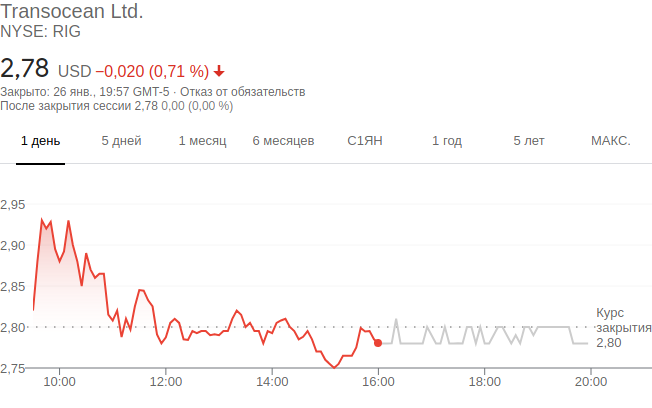 Transocean Ltd.
NYSE: RIG
2,78 USD −0,020 (0,71 %)
Закрыто: 26 янв., 19:57 GMT-5 · Отказ от обязательств
После закрытия сессии 2,78 0,00 (0,00 %)
1 день 5 дней 1 месяц 6 месяцев С1ЯН 1 год 5 лет МАКС.
2,95
2,90
2,85
Курс
2,80 закрытия
2,80
2,75
10:00 12:00 14:00 16:00 18:00 20:00